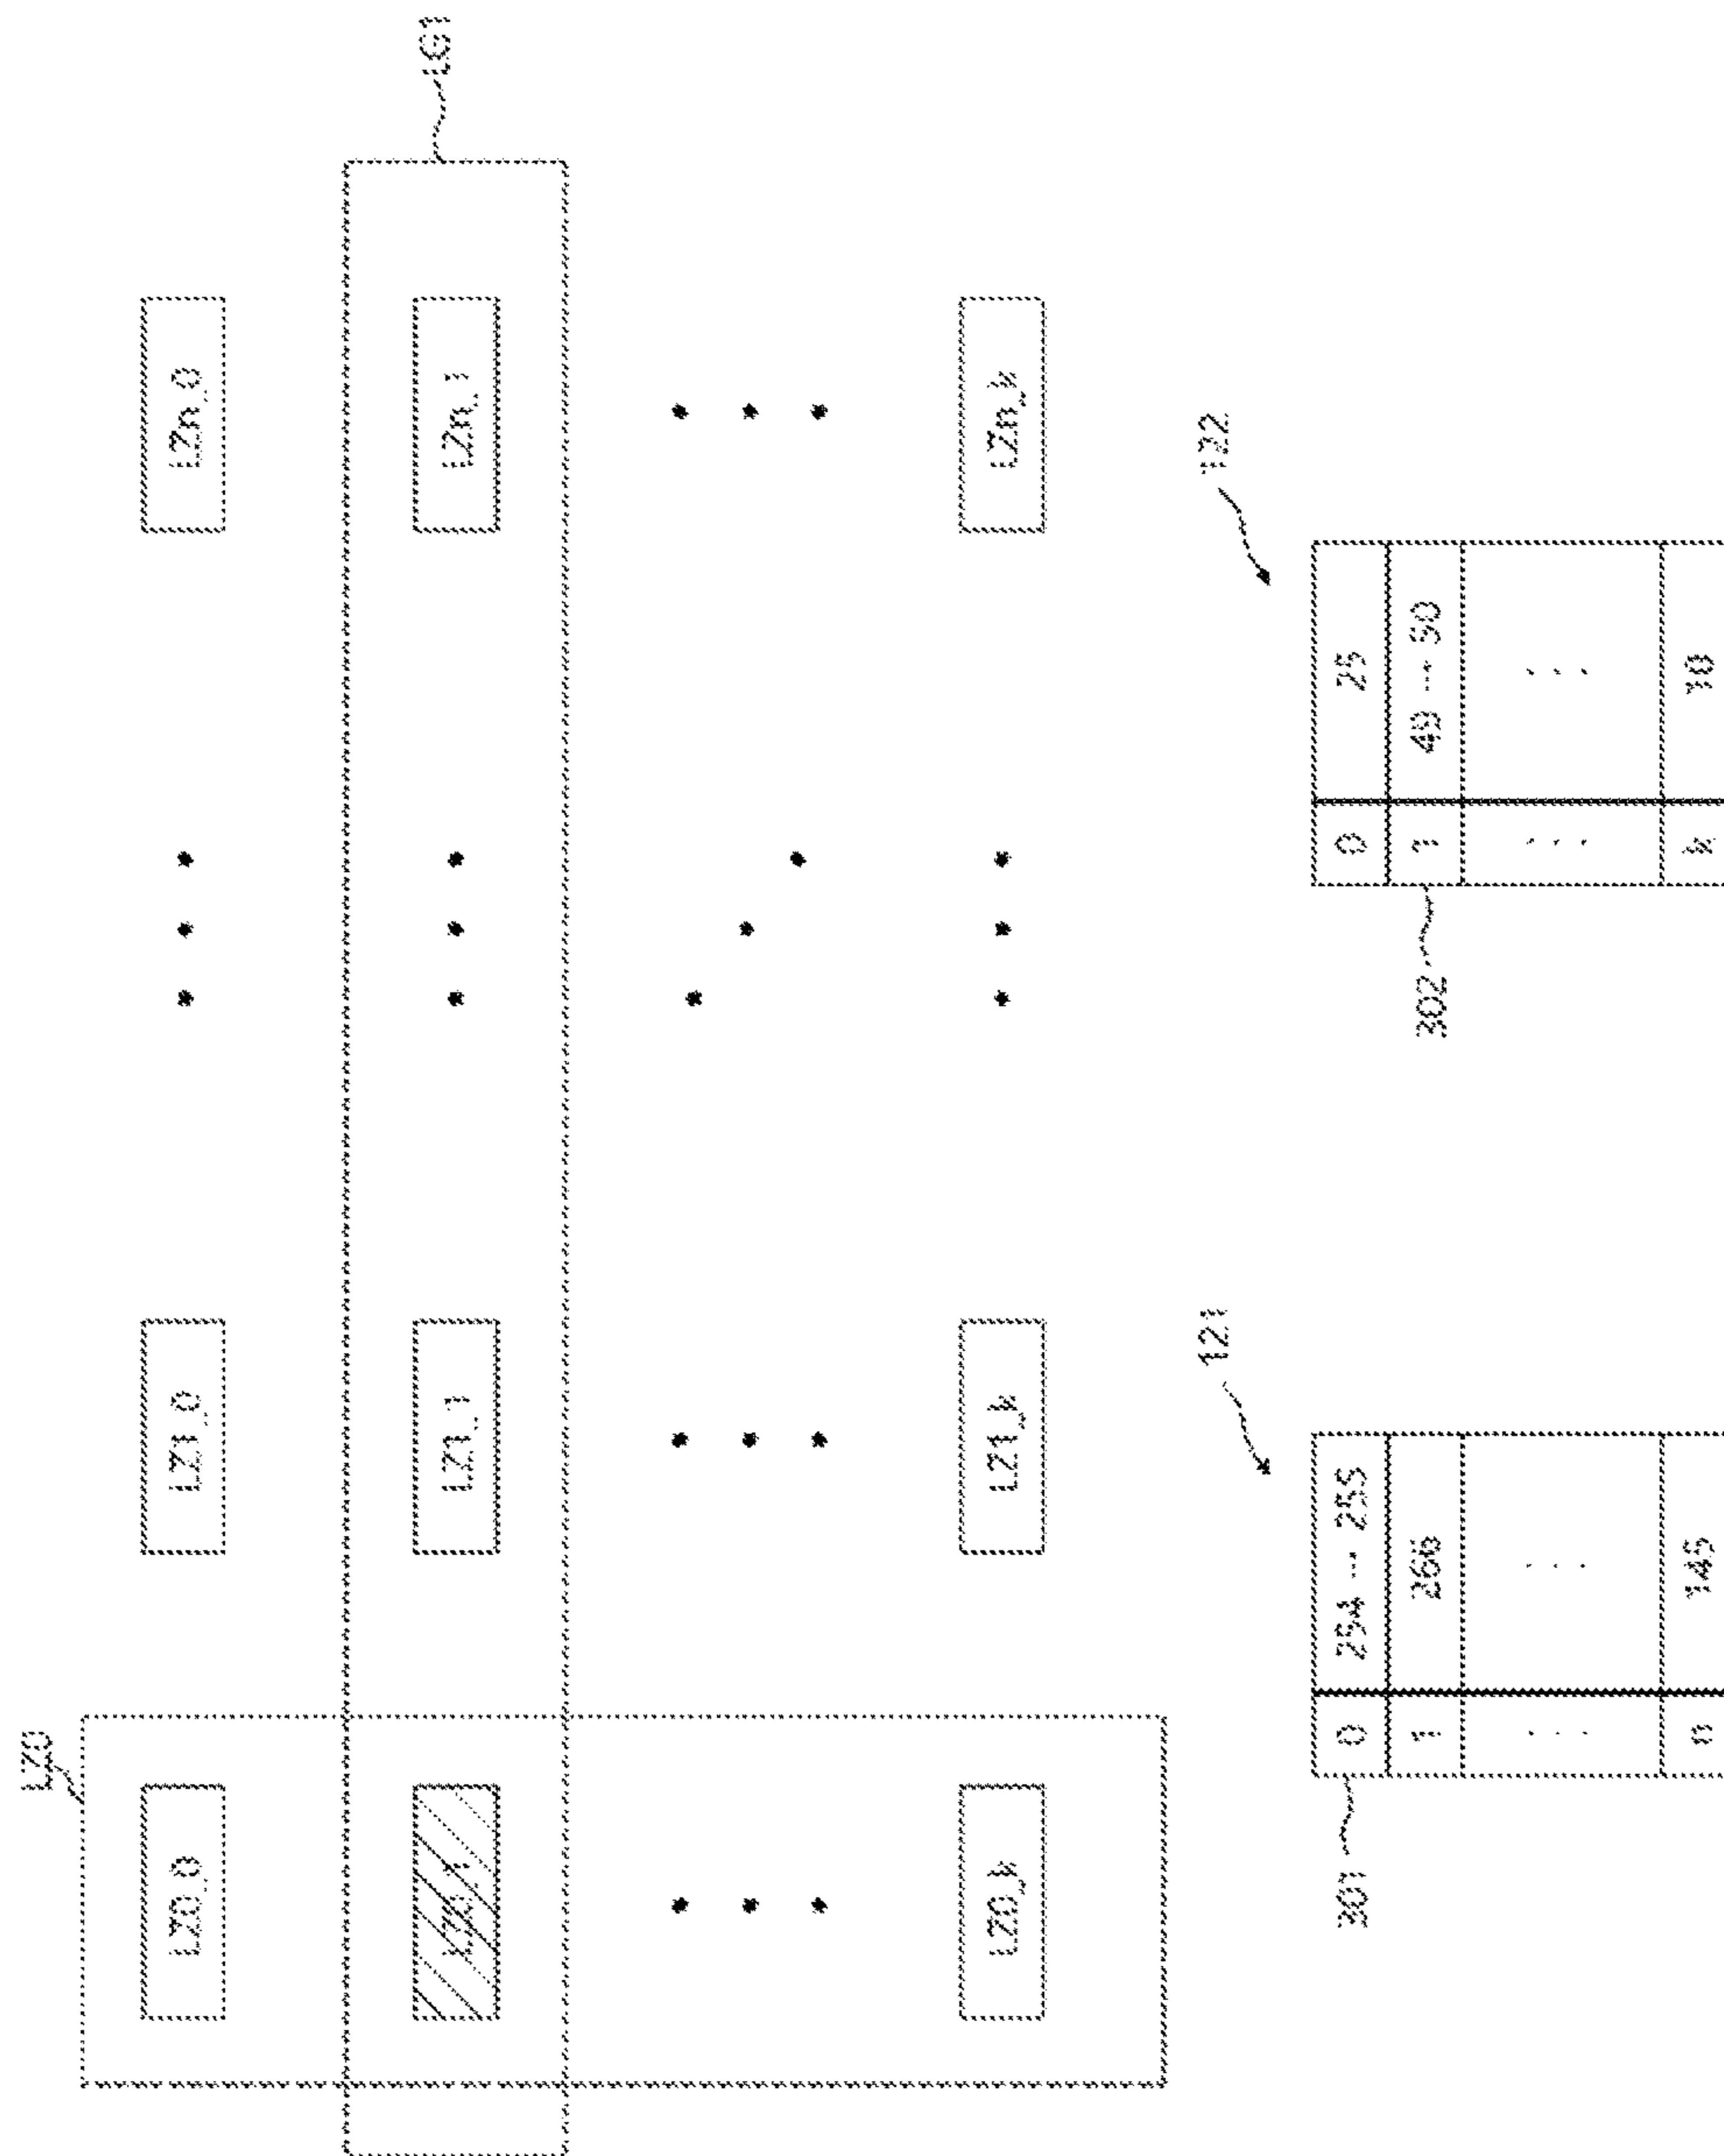 LZ0
LZ0_0 LZ1_0 • • • LZn_0
LG1
LZ1_1 • • • LZn_1
LZ0_k LZ1_k • • • LZn_k
121 122
301 0 254 --- 255 0 25
1 266 302 1 49 --- 50
... ... ... ...
n 145 k 10